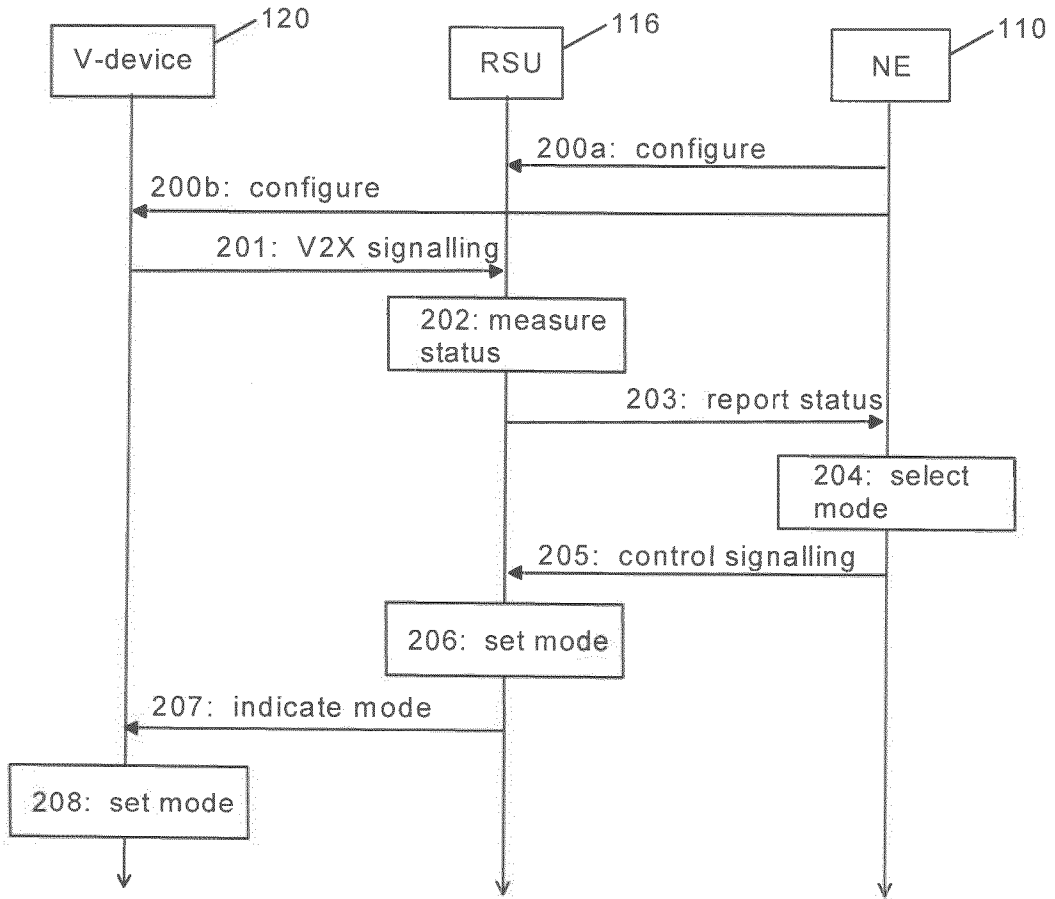 120
116
110
V-device
RSU
NE
200a: configure
200b: configure
201: V2X signalling
202: measure
status
203: report status
204: select
mode
205: control signalling
206: set mode
207: indicate mode
208: set mode